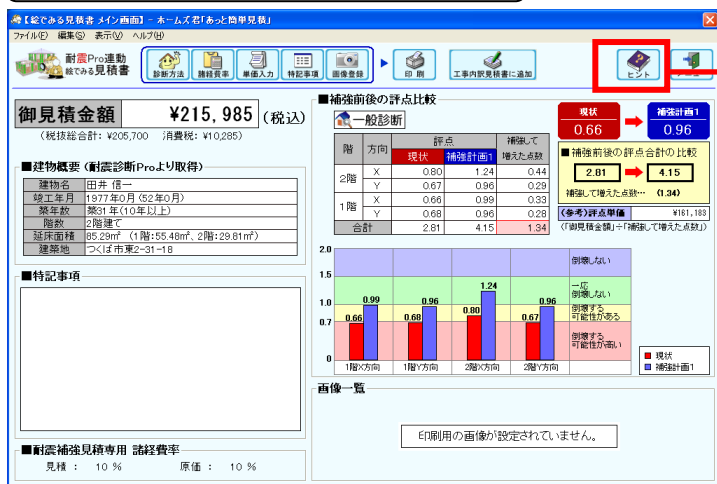 【絵でみる見積書 メイン画面】 - ホームズ君「あっと簡単見積」
ファイル(F) 編集(S) 表示(V) ヘルプ(H)
耐震Pro連動
絵でみる見積書
診断方法 諸経費率 単価入力 特記事項 画像登録 印刷 工事内訳見積書に追加 ヒント
御見積金額 ¥215,985 (税込)
(税抜総合計: ¥205,700 消費税: ¥10,285)
■建物概要 (耐震診断Proより取得)
建物名 田井 信一
竣工年月 1977年0月 (52年0月)
築年数 築31年(10年以上)
階数 2階建て
延床面積 85.29㎡ (1階:55.48㎡、2階:29.81㎡)
建築地 つくば市東2-31-18
■特記事項
■耐震補強見積専用 諸経費率
見積 : 10 % 原価 : 10 %
■補強前後の評点比較
一般診断
階 方向 評点 補強して増えた点数
現状 補強計画1
2階 X 0.80 1.24 0.44
Y 0.67 0.96 0.29
1階 X 0.66 0.99 0.33
Y 0.68 0.96 0.28
合計 2.81 4.15 1.34
現状 補強計画1
0.66 0.96
■補強前後の評点合計の比較
2.81 4.15
補強して増えた点数… (1.34)
(参考)評点単価 ¥161,183
(「御見積金額」÷「補強して増えた点数」)
2.0
1.5
1.0
0.7
0
0.66 0.99
0.68 0.96
0.80 1.24
0.67 0.96
1階X方向 1階Y方向 2階X方向 2階Y方向
倒壊しない
一応
倒壊しない
倒壊する
可能性がある
倒壊する
可能性が高い
現状
補強計画1
画像一覧
印刷用の画像が設定されていません。